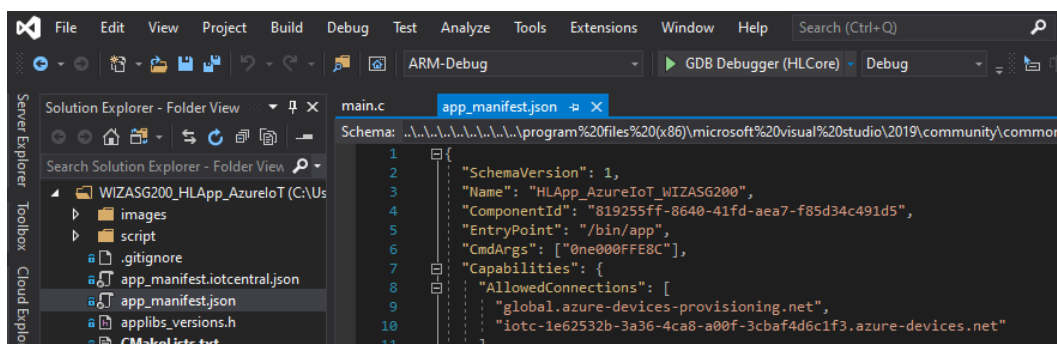 File Edit View Project Build Debug Test Analyze Tools Extensions Window Help Search (Ctrl+Q)
ARM-Debug GDB Debugger (HLCore) Debug
Server Explorer
Toolbox
Cloud Explo
Solution Explorer - Folder View
Search Solution Explorer - Folder View
WIZASG200_HLApp_AzureIoT (C:\Us
images
script
.gitignore
app_manifest.iotcentral.json
app_manifest.json
applibs_versions.h
CMakeLists.txt
main.c app_manifest.json
Schema: ..\..\..\..\..\..\..\..\program%20files%20(x86)\microsoft%20visual%20studio\2019\community\common
1 {
2 "SchemaVersion": 1,
3 "Name": "HLApp_AzureIoT_WIZASG200",
4 "ComponentId": "819255ff-8640-41fd-aea7-f85d34c491d5",
5 "EntryPoint": "/bin/app",
6 "CmdArgs": ["0ne000FFE8C"],
7 "Capabilities": {
8 "AllowedConnections": [
9 "global.azure-devices-provisioning.net",
10 "iotc-1e62532b-3a36-4ca8-a00f-3cbaf4d6c1f3.azure-devices.net"
11 ]